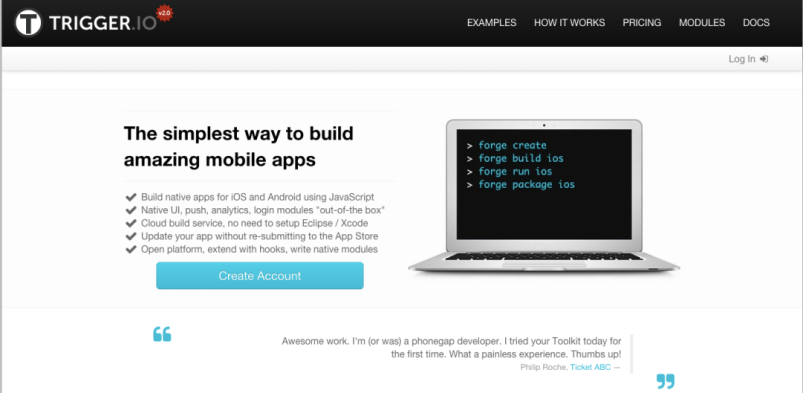 TRIGGER.IO v2.0
EXAMPLES HOW IT WORKS PRICING MODULES DOCS
Log In
The simplest way to build
amazing mobile apps
Build native apps for iOS and Android using JavaScript
Native UI, push, analytics, login modules "out-of-the box"
Cloud build service, no need to setup Eclipse / Xcode
Update your app without re-submitting to the App Store
Open platform, extend with hooks, write native modules
Create Account
> forge create
> forge build ios
> forge run ios
> forge package ios
Awesome work. I'm (or was) a phonegap developer. I tried your Toolkit today for
the first time. What a painless experience. Thumbs up!
Philip Roche, Ticket ABC —